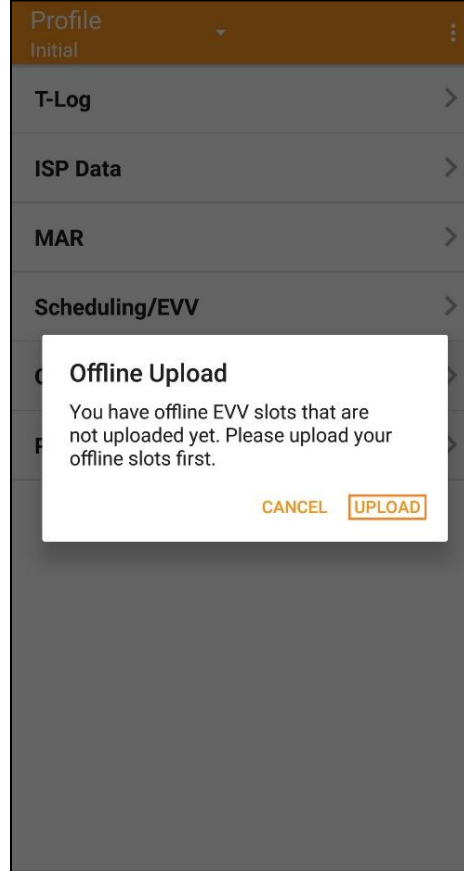 Profile
Initial
T-Log
ISP Data
MAR
Scheduling/EVV
Offline Upload
You have offline EVV slots that are
not uploaded yet. Please upload your
offline slots first.
CANCEL UPLOAD